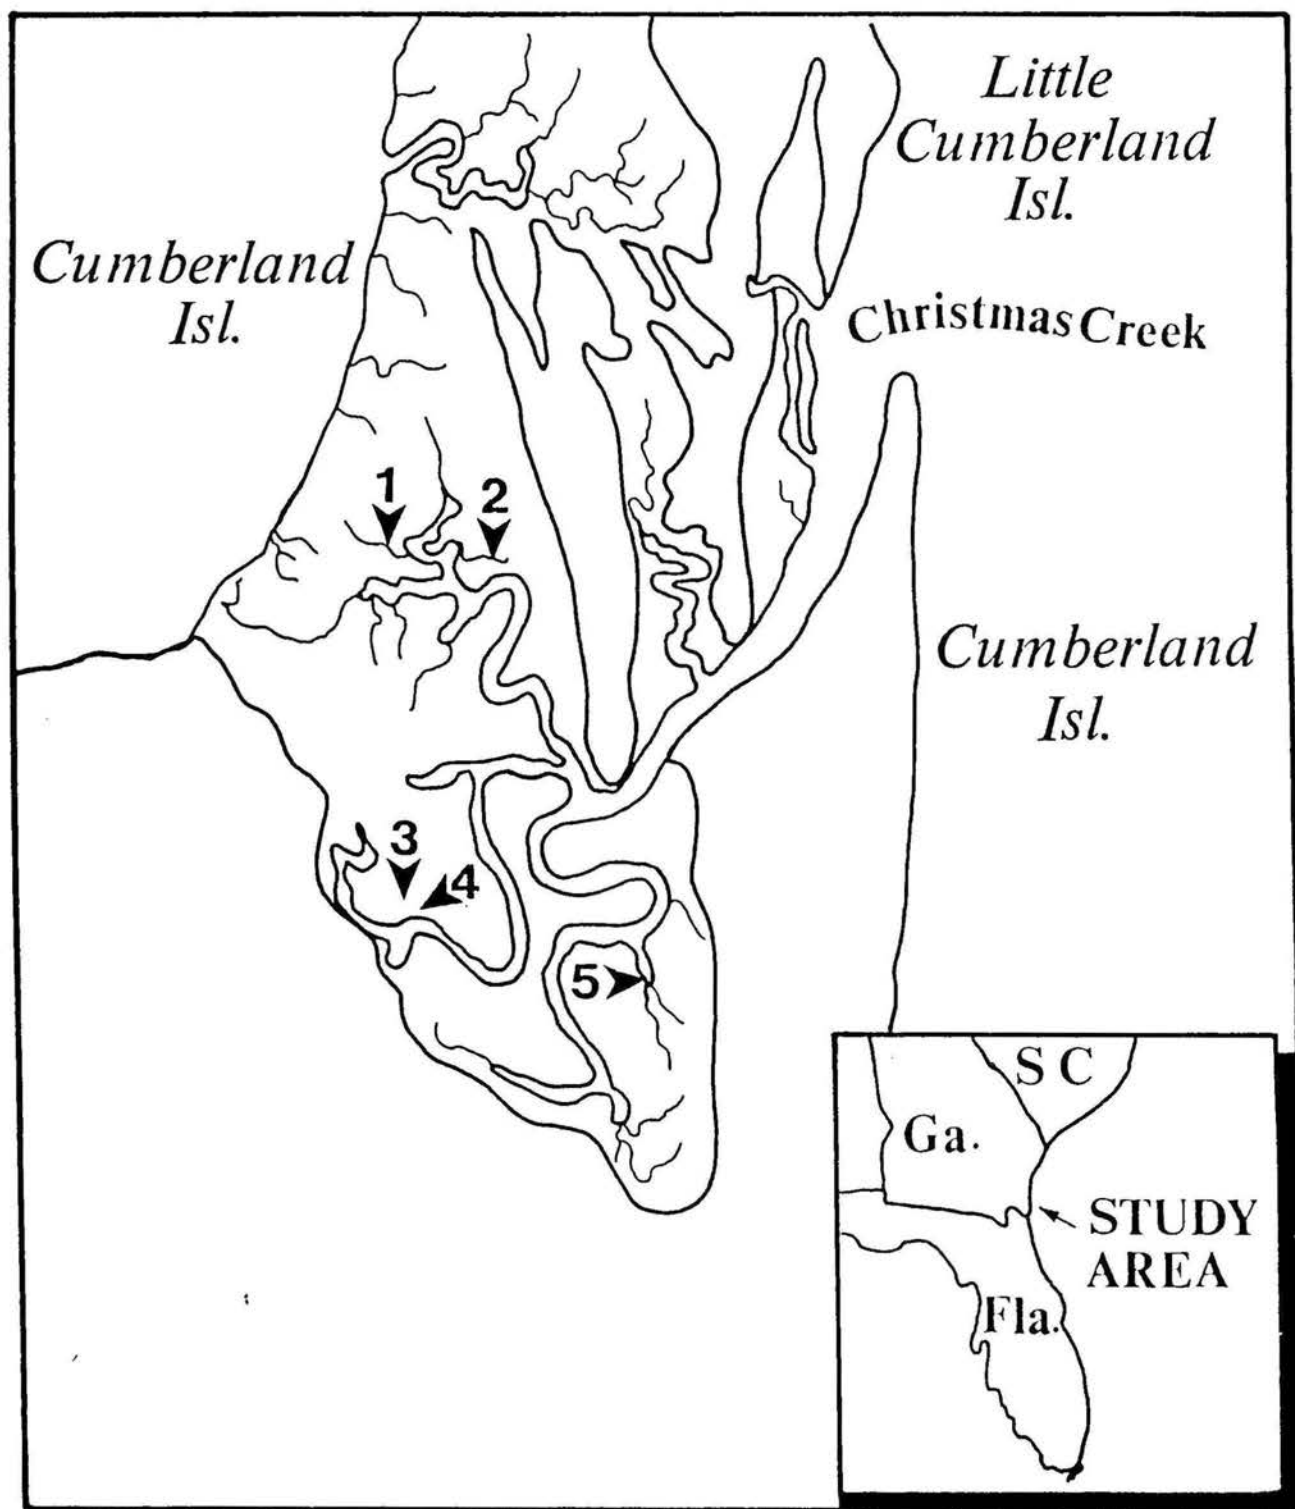 Little
Cumberland
Isl.
Cumberland
Isl.
Christmas Creek
1
2
Cumberland
Isl.
3
4
5
S C
Ga.
STUDY
AREA
Fla.